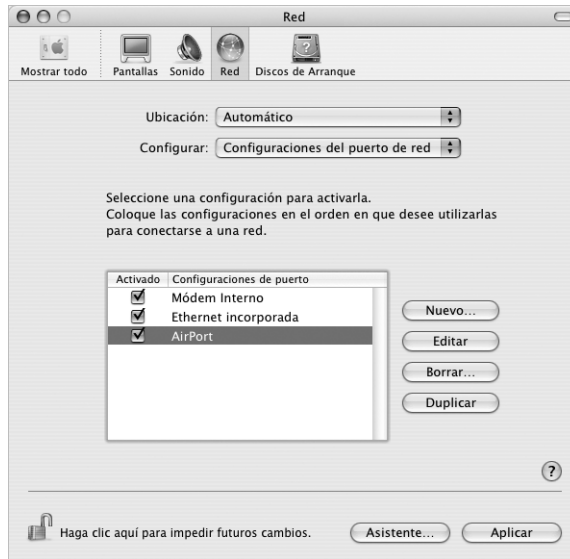 Red
Mostrar todo
Pantallas
Sonido
Red
Discos de Arranque
Ubicación: Automático
Configurar: Configuraciones del puerto de red
Seleccione una configuración para activarla.
Coloque las configuraciones en el orden en que desee utilizarlas
para conectarse a una red.
Activado Configuraciones de puerto
Módem Interno
Ethernet incorporada
AirPort
Nuevo...
Editar
Borrar...
Duplicar
?
Haga clic aquí para impedir futuros cambios.
Asistente...
Aplicar